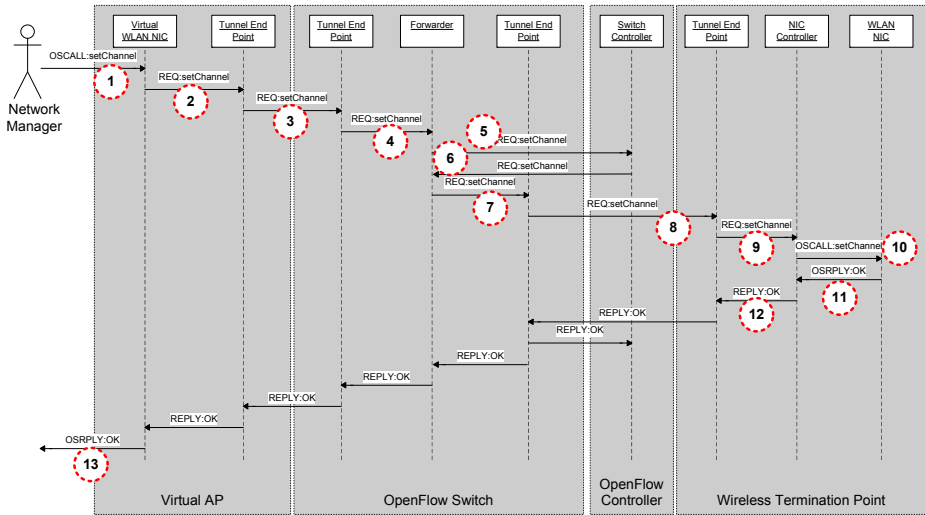 Virtual
WLAN NIC
Tunnel End
Point
Tunnel End
Point
Forwarder
Tunnel End
Point
Switch
Controller
Tunnel End
Point
NIC
Controller
WLAN
NIC
Network
Manager
OSCALL:setChannel
1
REQ:setChannel
2
REQ:setChannel
3
REQ:setChannel
4
5
REQ:setChannel
6
REQ:setChannel
REQ:setChannel
7
REQ:setChannel
8
REQ:setChannel
9
OSCALL:setChannel
10
OSRPLY:OK
11
REPLY:OK
12
REPLY:OK
REPLY:OK
REPLY:OK
REPLY:OK
REPLY:OK
REPLY:OK
OSRPLY:OK
13
Virtual AP
OpenFlow Switch
OpenFlow
Controller
Wireless Termination Point